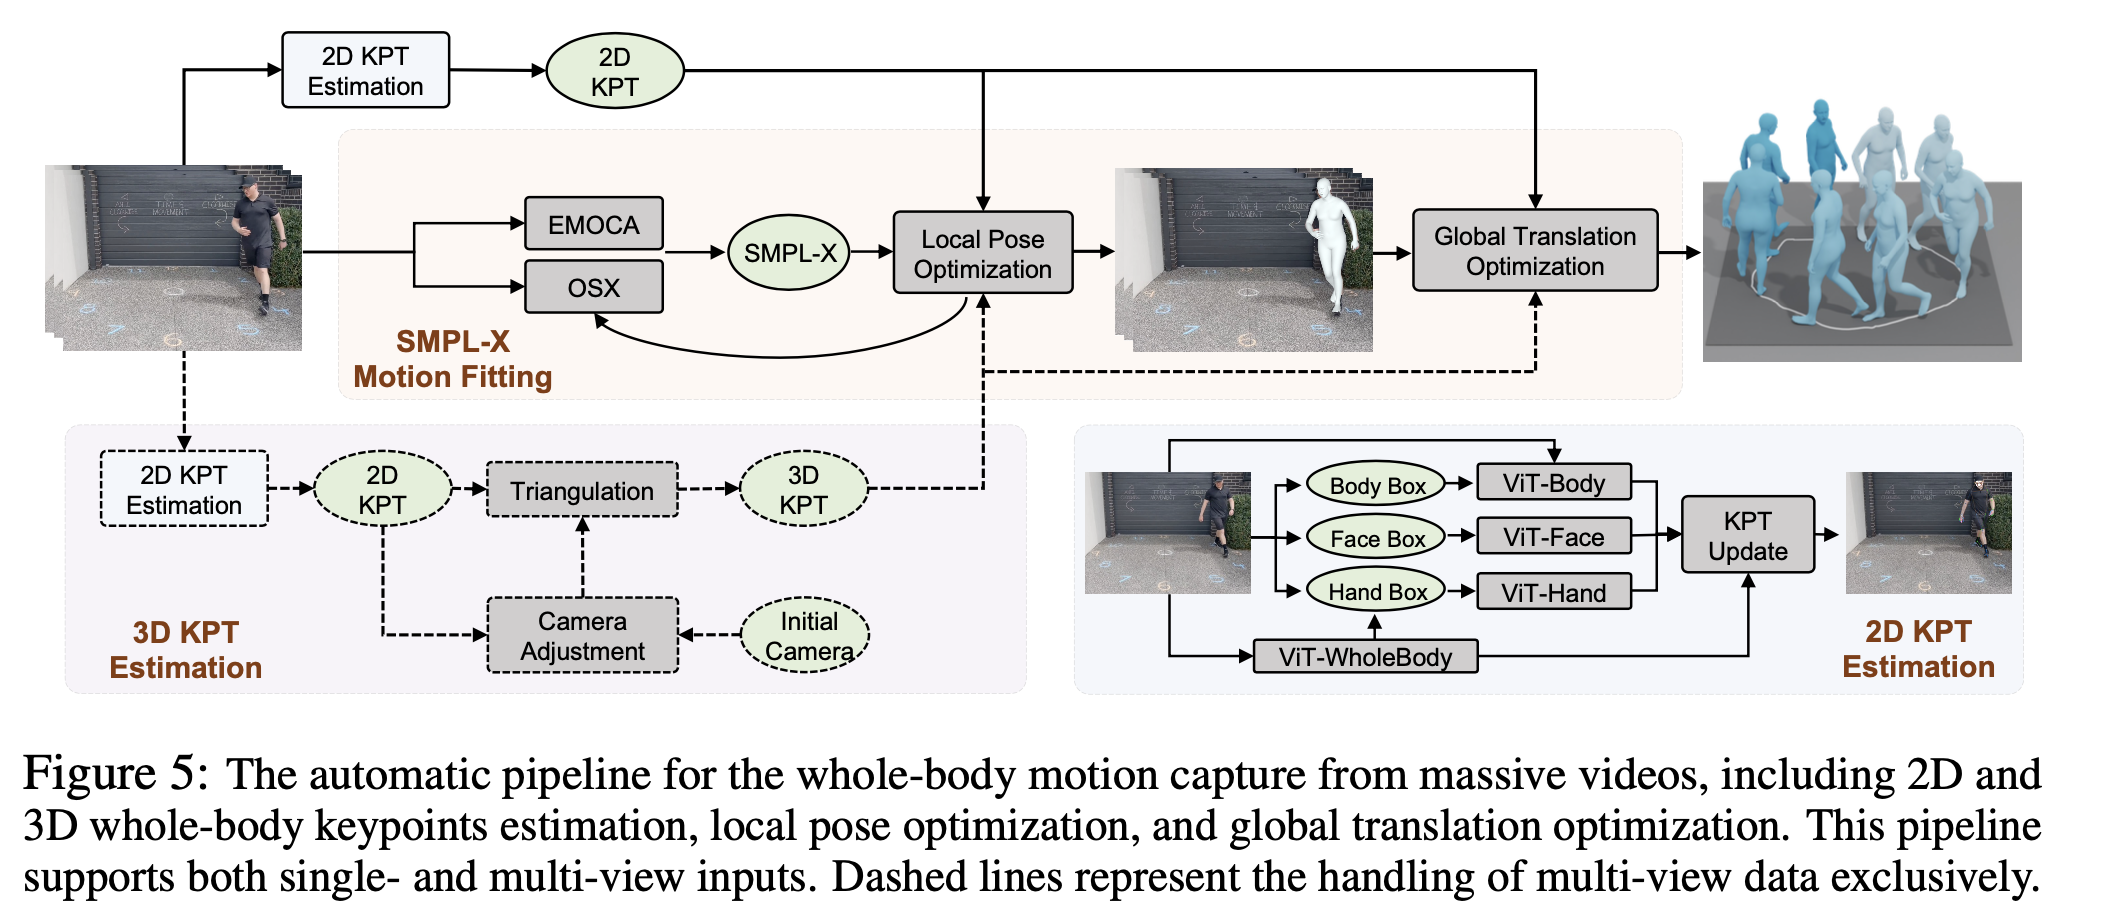 2D KPT
Estimation
2D
KPT
EMOCA
OSX
SMPL-X
Local Pose
Optimization
Global Translation
Optimization
SMPL-X
Motion Fitting
2D KPT
Estimation
2D
KPT
Triangulation
3D
KPT
Camera
Adjustment
Initial
Camera
3D KPT
Estimation
Body Box
ViT-Body
Face Box
ViT-Face
Hand Box
ViT-Hand
ViT-WholeBody
KPT
Update
2D KPT
Estimation
Figure 5: The automatic pipeline for the whole-body motion capture from massive videos, including 2D and
3D whole-body keypoints estimation, local pose optimization, and global translation optimization. This pipeline
supports both single- and multi-view inputs. Dashed lines represent the handling of multi-view data exclusively.